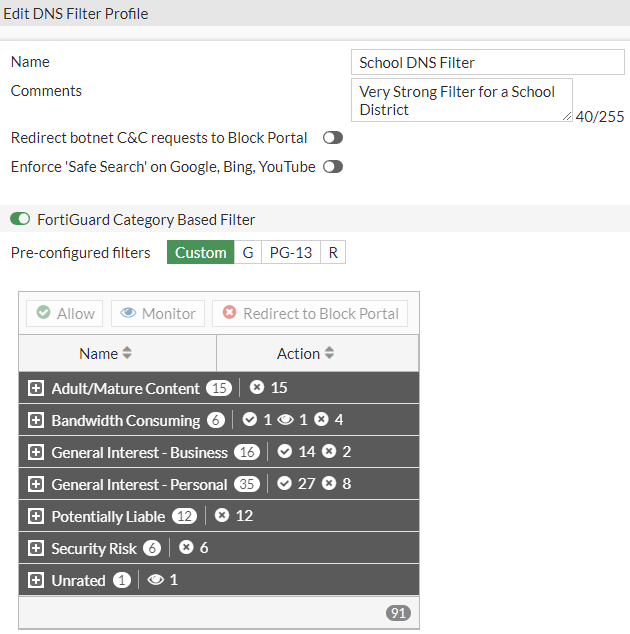 Edit DNS Filter Profile
Name School DNS Filter
Comments Very Strong Filter for a School
District 40/255
Redirect botnet C&C requests to Block Portal
Enforce 'Safe Search' on Google, Bing, YouTube
FortiGuard Category Based Filter
Pre-configured filters Custom G PG-13 R
Allow Monitor Redirect to Block Portal
Name Action
Adult/Mature Content 15 15
Bandwidth Consuming 6 1 1 4
General Interest - Business 16 14 2
General Interest - Personal 35 27 8
Potentially Liable 12 12
Security Risk 6 6
Unrated 1 1
91